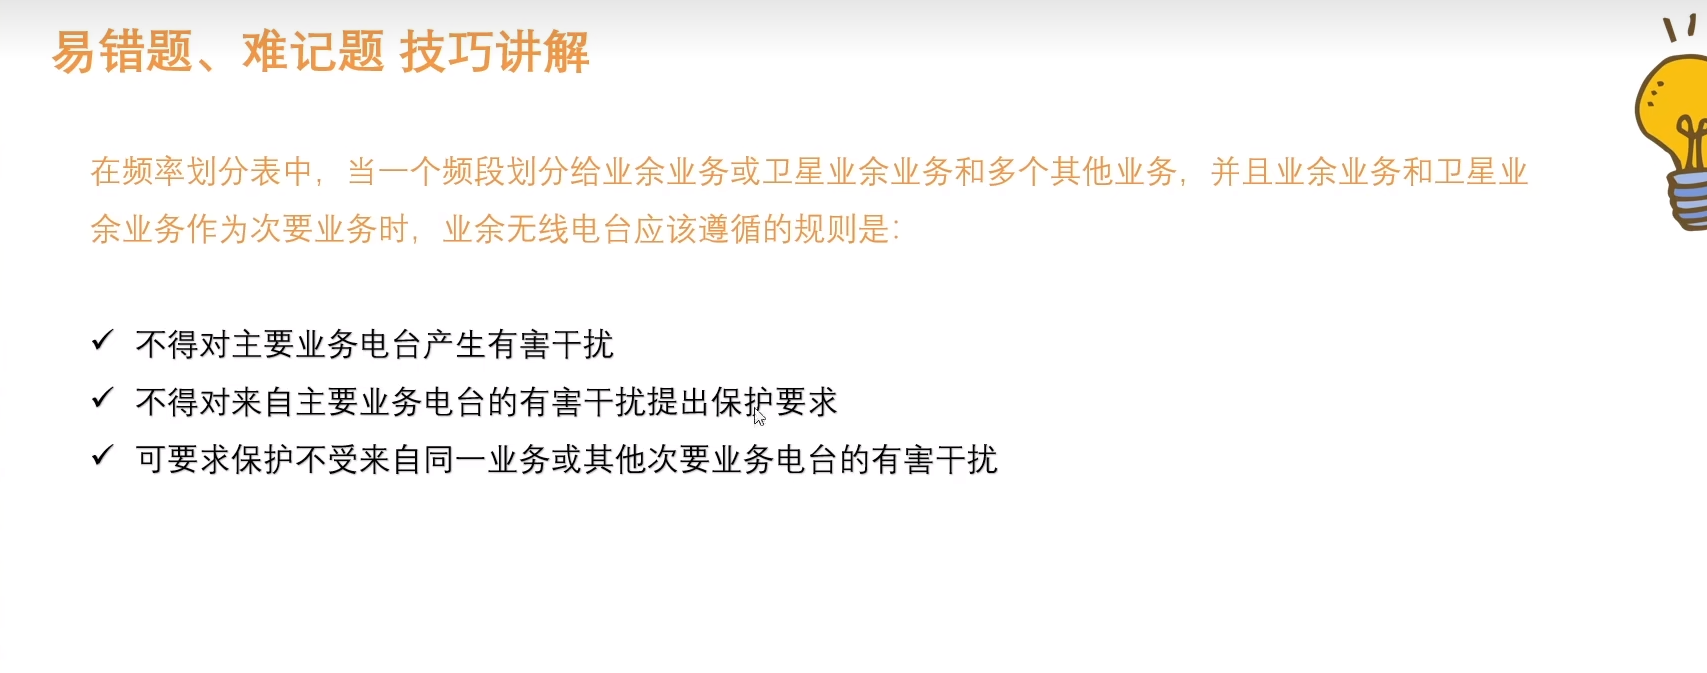 易错题、难记题 技巧讲解
在频率划分表中，当一个频段划分给业余业务或卫星业余业务和多个其他业务，并且业余业务和卫星业
余业务作为次要业务时，业余无线电台应该遵循的规则是：
✓ 不得对主要业务电台产生有害干扰
✓ 不得对来自主要业务电台的有害干扰提出保护要求
✓ 可要求保护不受来自同一业务或其他次要业务电台的有害干扰